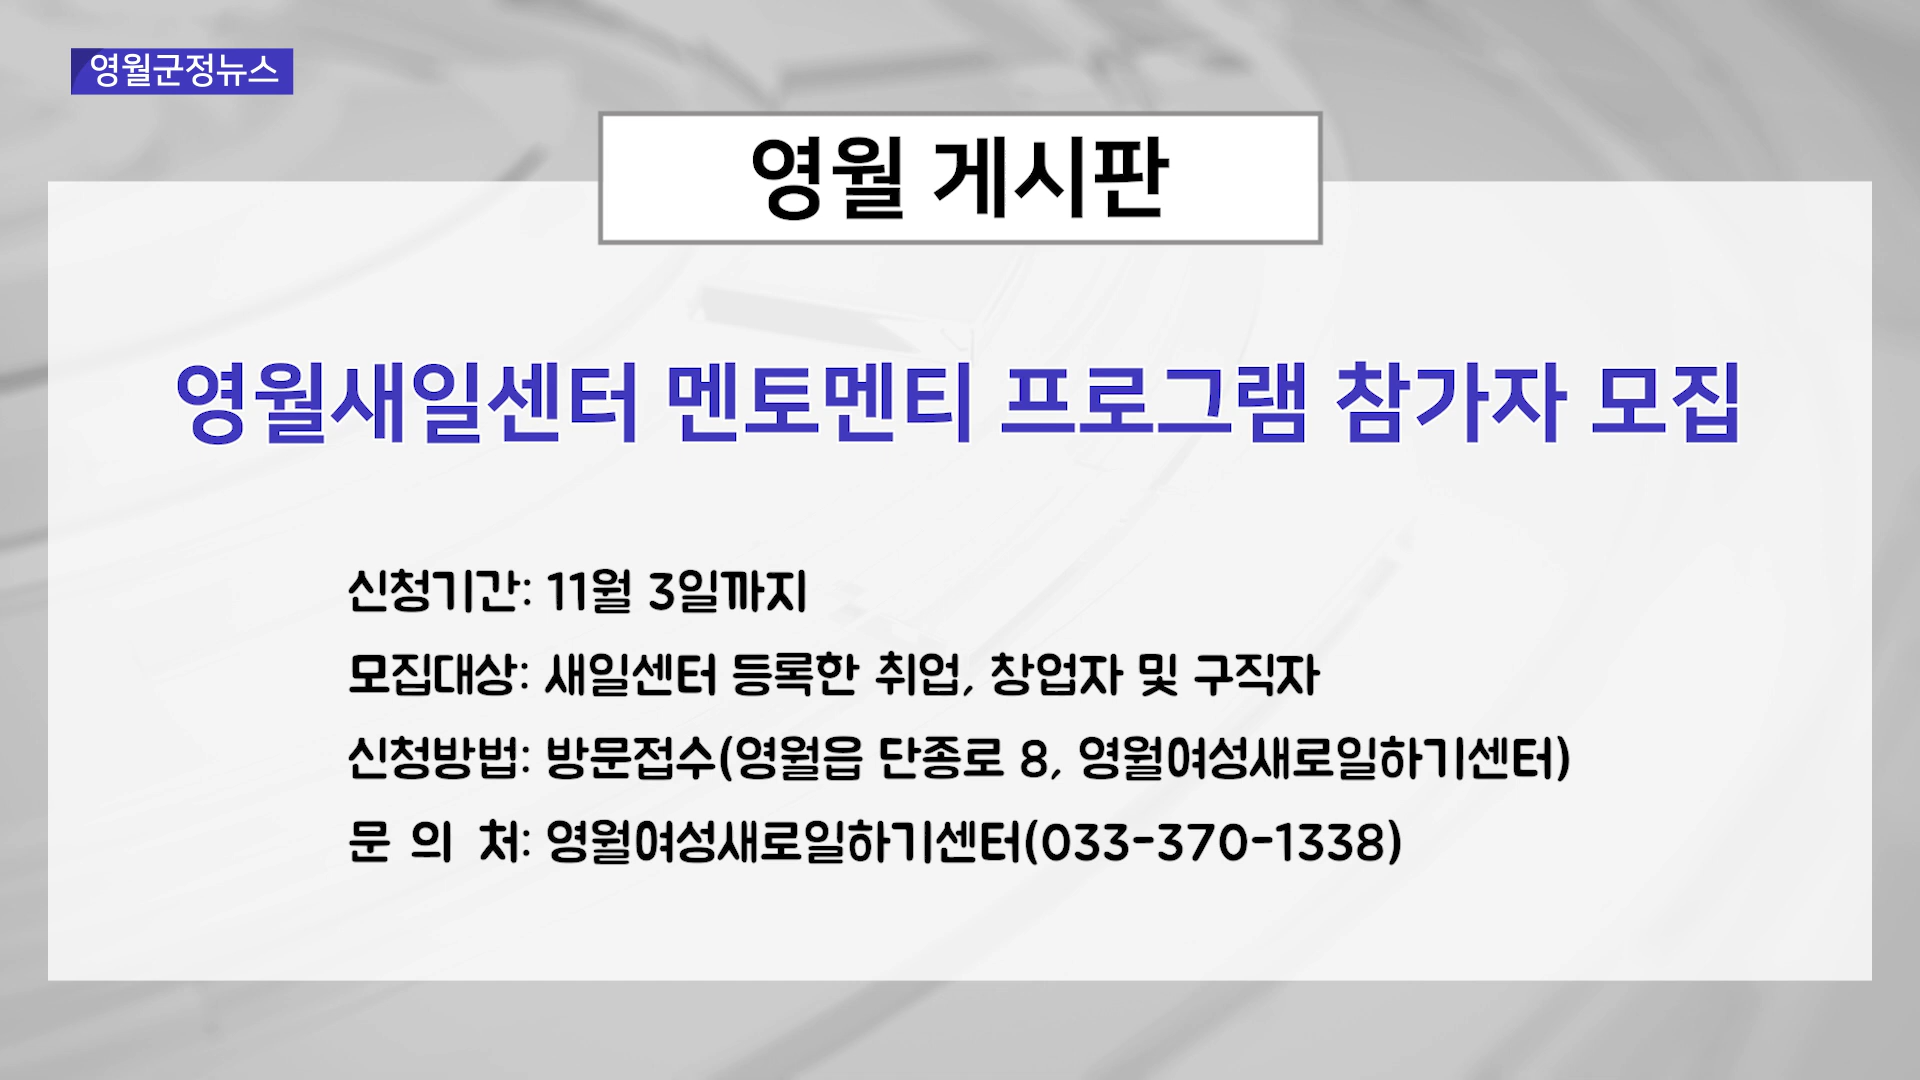 영월군정뉴스
영월 게시판
영월새일센터 멘토멘티 프로그램 참가자 모집
신청기간: 11월 3일까지
모집대상: 새일센터 등록한 취업, 창업자 및 구직자
신청방법: 방문접수(영월읍 단종로 8, 영월여성새로일하기센터)
문 의 처: 영월여성새로일하기센터(033-370-1338)